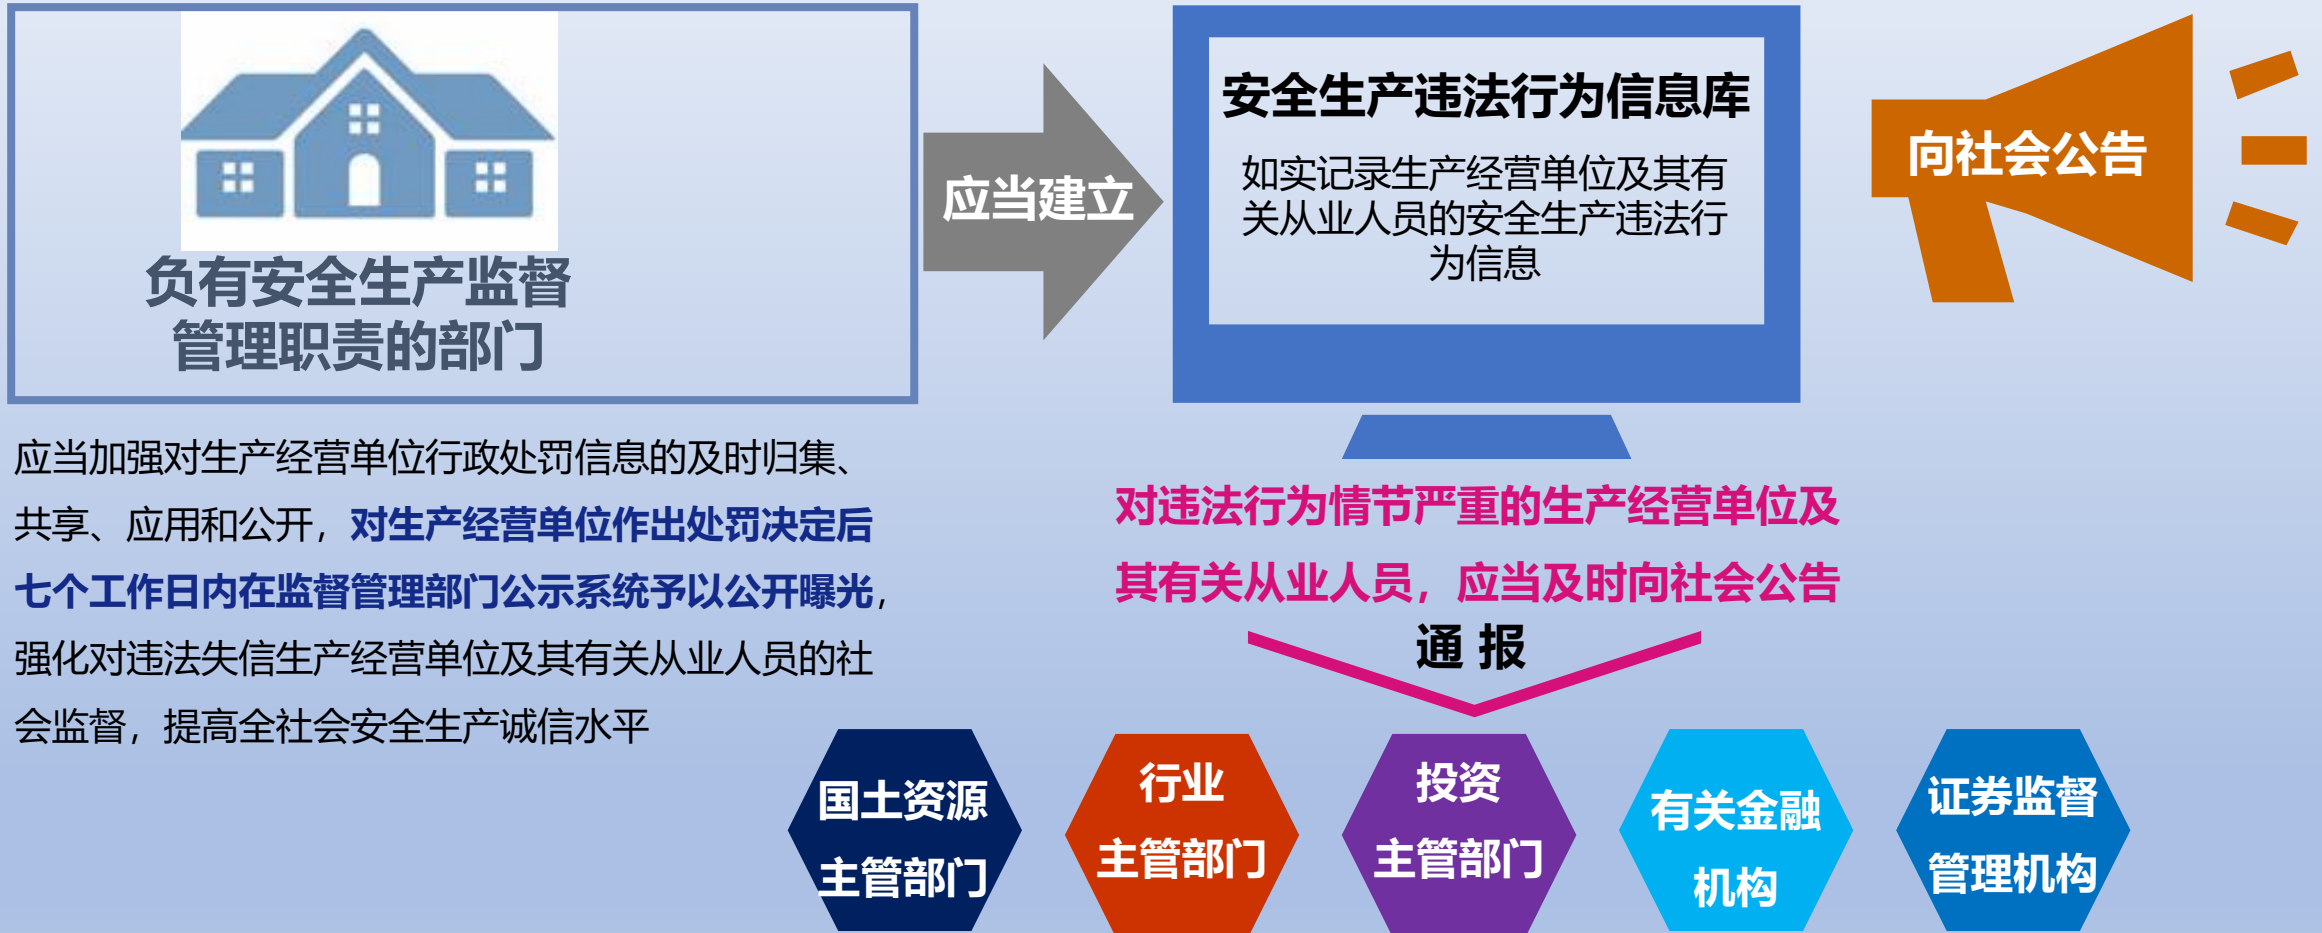 负有安全生产监督
管理职责的部门
应当建立
安全生产违法行为信息库
如实记录生产经营单位及其有
关从业人员的安全生产违法行
为信息
向社会公告
应当加强对生产经营单位行政处罚信息的及时归集、
共享、应用和公开，对生产经营单位作出处罚决定后
七个工作日内在监督管理部门公示系统予以公开曝光，
强化对违法失信生产经营单位及其有关从业人员的社
会监督，提高全社会安全生产诚信水平
对违法行为情节严重的生产经营单位及
其有关从业人员，应当及时向社会公告
通 报
国土资源
主管部门
行业
主管部门
投资
主管部门
有关金融
机构
证券监督
管理机构